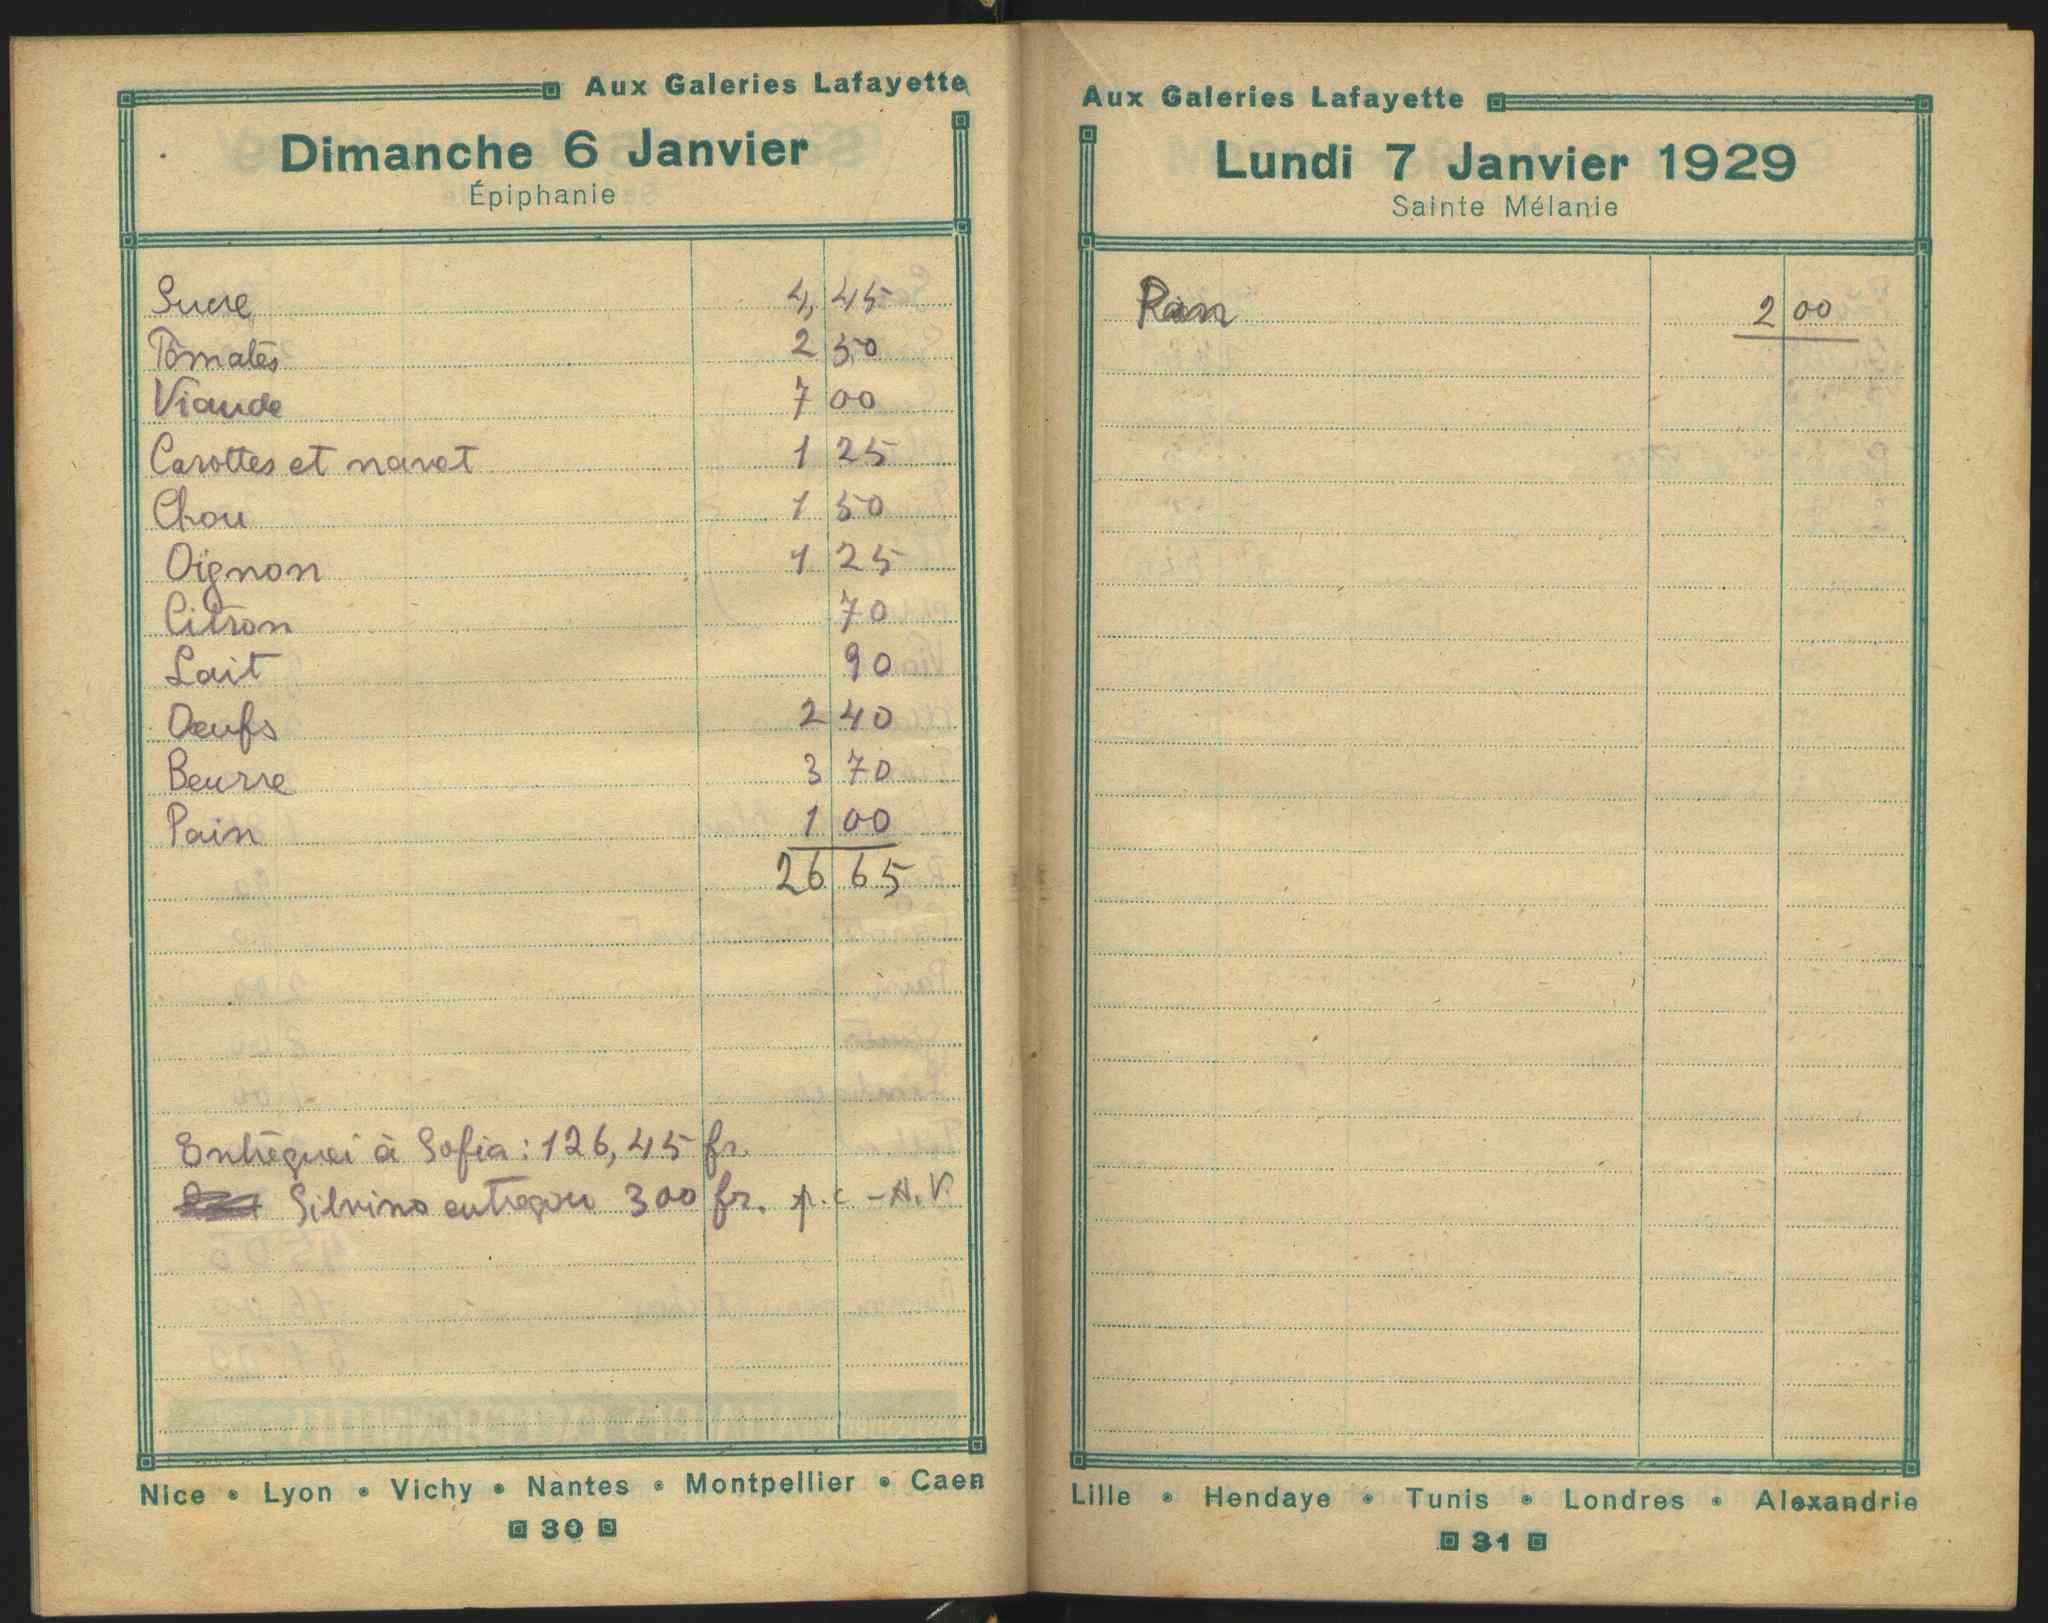 Aux Galeries Lafayette
Dimanche 6 Janvier
Épiphanie
Sucre 4,45
Tomates 2 50
Viande 7 00
Carottes et navet 1 25
Chou 1 50
Oignon 1 25
Citron 70
Lait 90
Oeufs 2 40
Beurre 3 70
Pain 1 00
26 65
Entreguei à Sofia: 126,45 fr.
Silvino entregou 300 fr. p.c - A.V.
Nice • Lyon • Vichy • Nantes • Montpellier • Caen
30
Aux Galeries Lafayette
Lundi 7 Janvier 1929
Sainte Mélanie
Pain 2 00
Lille • Hendaye • Tunis • Londres • Alexandrie
31